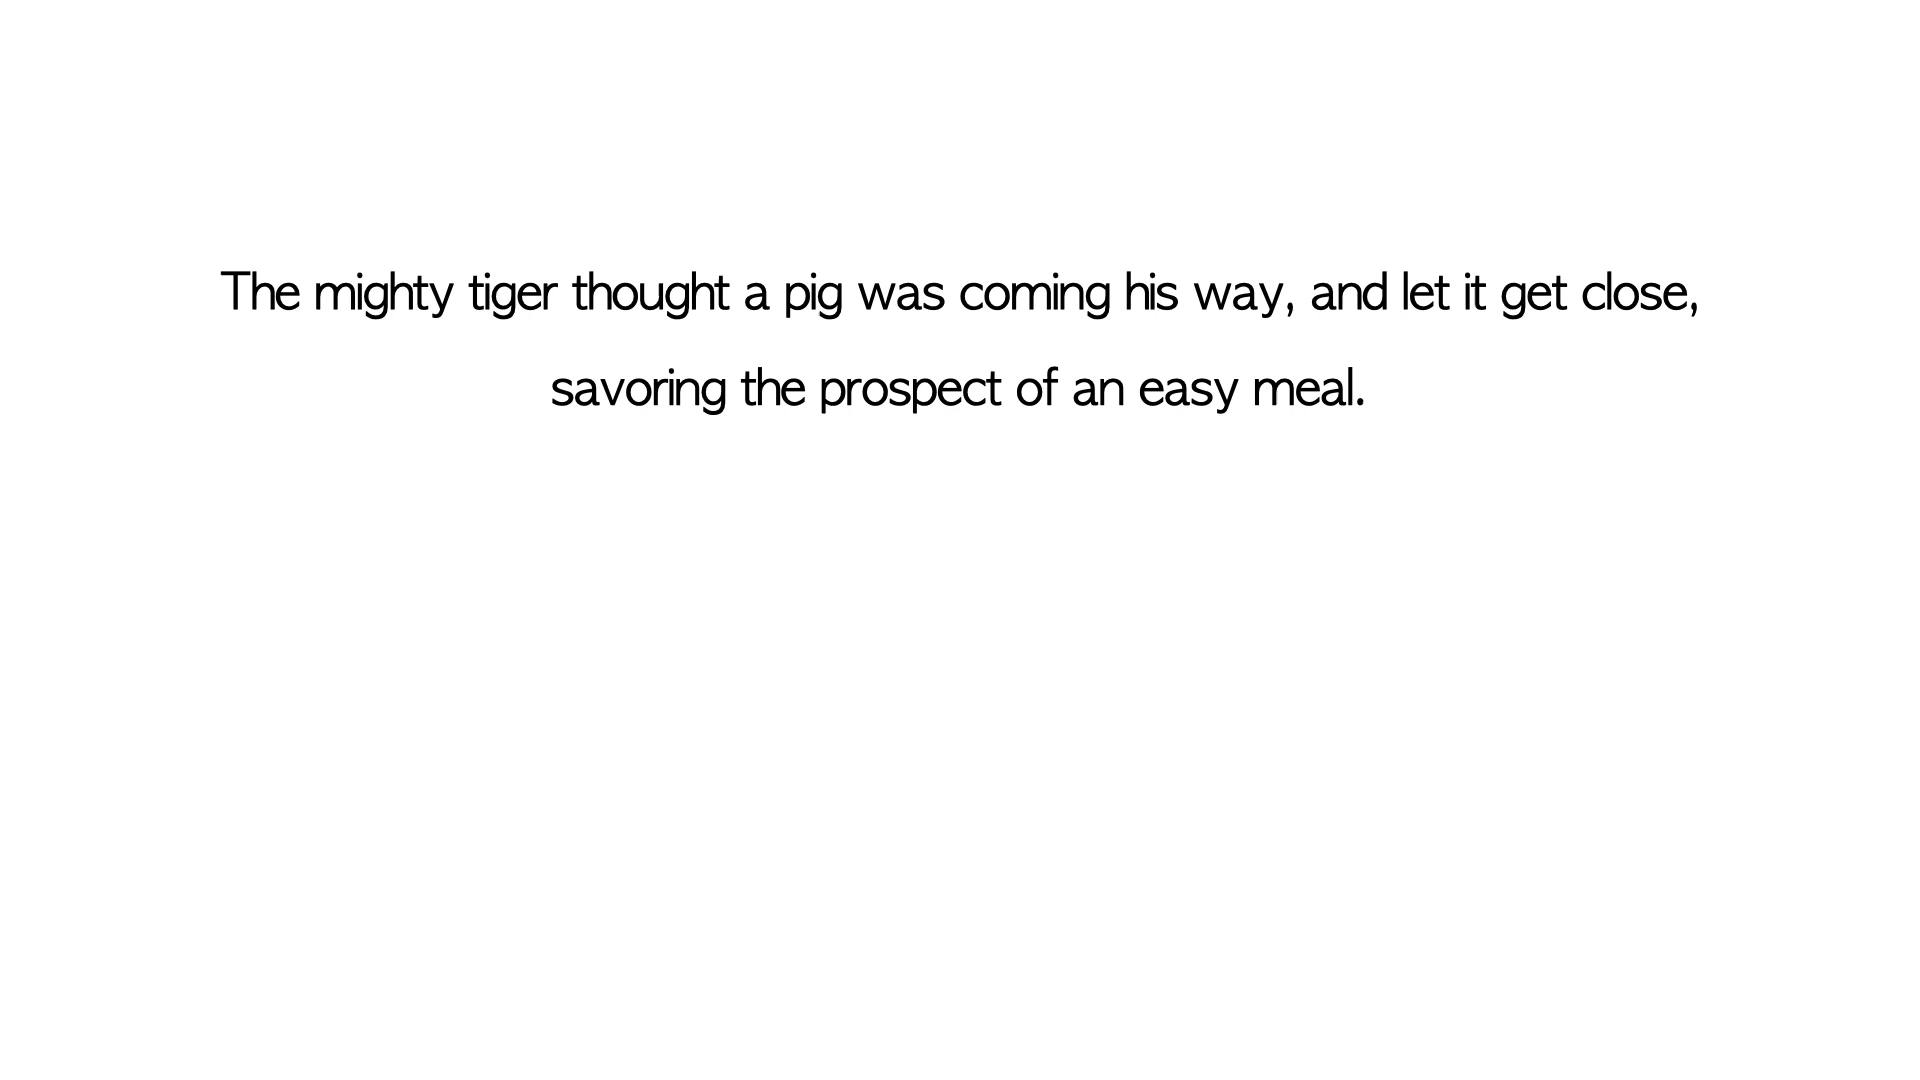 The mighty tiger thought a pig was coming his way, and let it get close,
savoring the prospect of an easy meal.